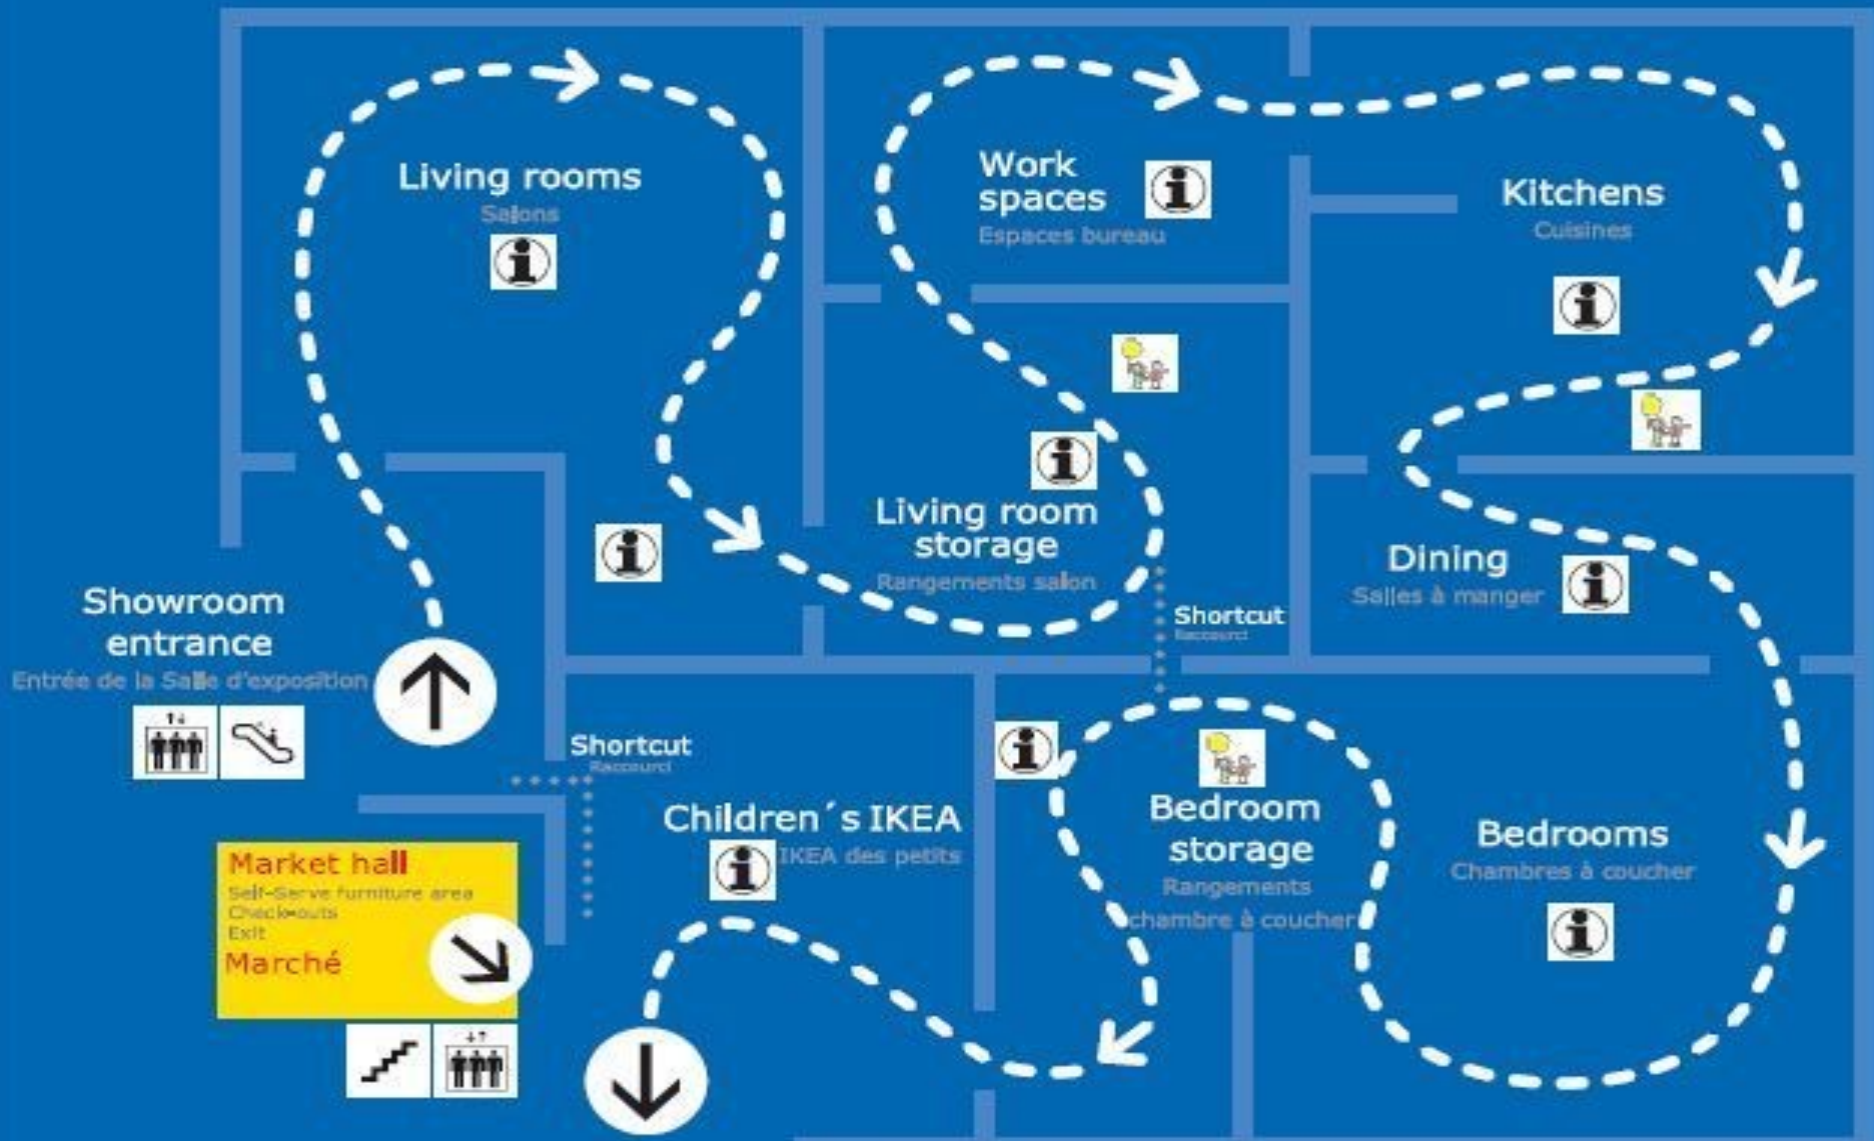 Living rooms
Salons
Work
spaces
Espaces bureau
Kitchens
Cuisines
Living room
storage
Rangements salon
Dining
Salles à manger
Shortcut
Raccourci
Showroom
entrance
Entrée de la Salle d'exposition
Shortcut
Raccourci
Children´s IKEA
IKEA des petits
Bedroom
storage
Rangements
chambre à coucher
Bedrooms
Chambres à coucher
Market hall
Self-Serve furniture area
Check-outs
Exit
Marché